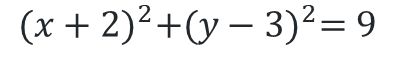 (x + 2)²+(y − 3)²= 9